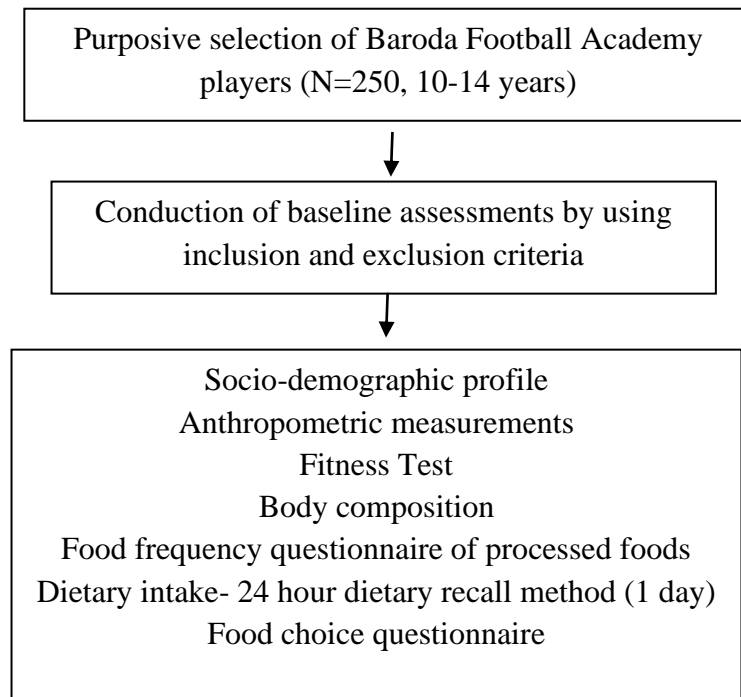 Purposive selection of Baroda Football Academy
players (N=250, 10-14 years)
Conduction of baseline assessments by using
inclusion and exclusion criteria
Socio-demographic profile
Anthropometric measurements
Fitness Test
Body composition
Food frequency questionnaire of processed foods
Dietary intake- 24 hour dietary recall method (1 day)
Food choice questionnaire